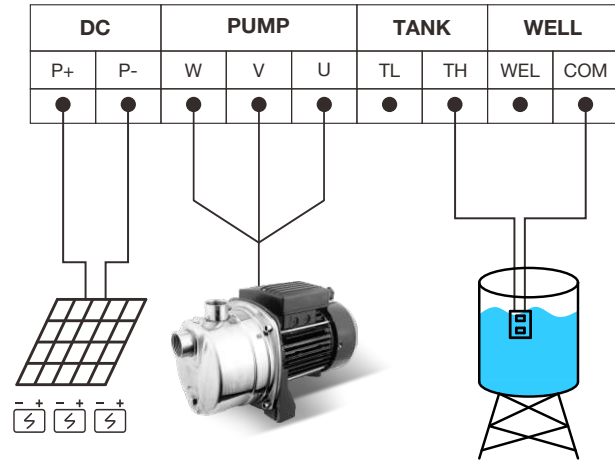 DC PUMP TANK WELL
P+ P- W V U TL TH WEL COM
- + - + - +